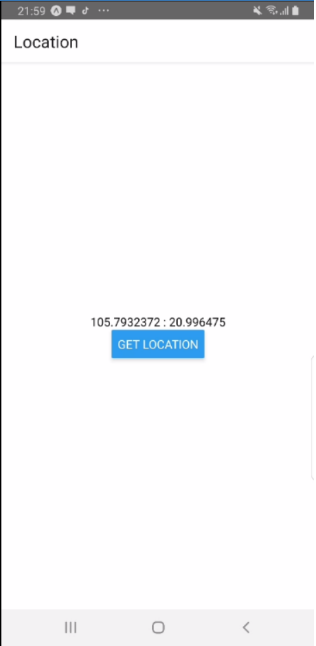 21:59
Location
105.7932372 : 20.996475
GET LOCATION